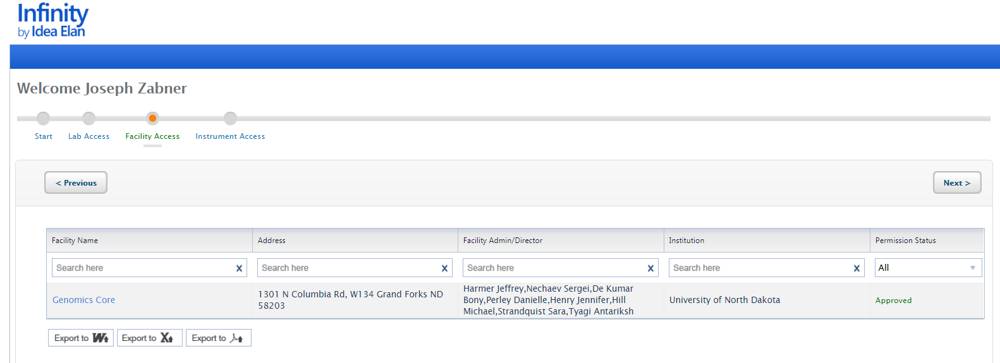 Infinity
by Idea Elan
Welcome Joseph Zabner
Start
Lab Access
Facility Access
Instrument Access
< Previous
Next >
Facility Name
Address
Facility Admin/Director
Institution
Permission Status
Search here X
Search here X
Search here X
Search here X
All
Genomics Core
1301 N Columbia Rd, W134 Grand Forks ND
58203
Harmer Jeffrey,Nechaev Sergei,De Kumar
Bony,Perley Danielle,Henry Jennifer,Hill
Michael,Strandquist Sara,Tyagi Antariksh
University of North Dakota
Approved
Export to W
Export to X
Export to